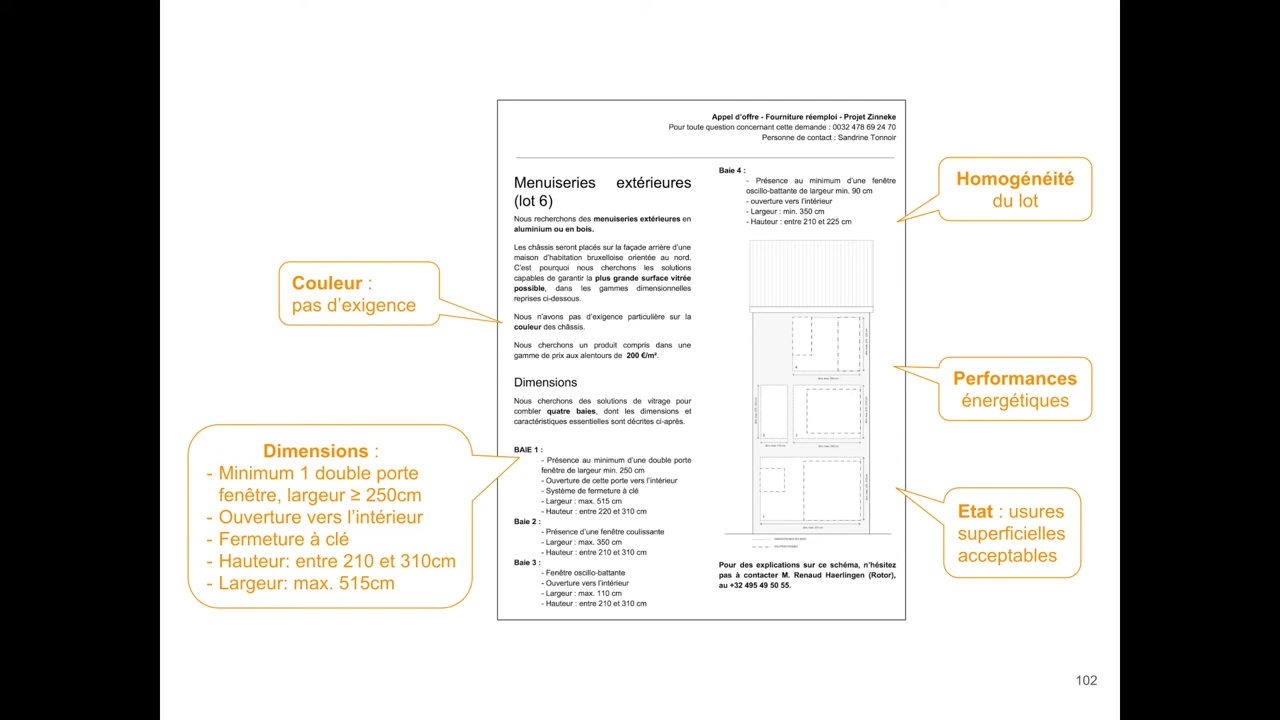 Appel d'offre - Fourniture réemploi - Projet Zinneke
Pour toute question concernant cette demande : 0032 478 69 24 70
Personne de contact : Sandrine Tonnoir
Menuiseries extérieures
(lot 6)
Nous recherchons des menuiseries extérieures en
aluminium ou en bois.
Les châssis seront placés sur la façade arrière d'une
maison d'habitation bruxelloise orientée au nord.
C'est pourquoi nous cherchons les solutions
capables de garantir la plus grande surface vitrée
possible, dans les gammes dimensionnelles
reprises ci-dessous.
Nous n'avons pas d'exigence particulière sur la
couleur des châssis.
Nous cherchons un produit compris dans une
gamme de prix aux alentours de 200 €/m².
Dimensions
Nous cherchons des solutions de vitrage pour
combler quatre baies, dont les dimensions et
caractéristiques essentielles sont décrites ci-après.
BAIE 1 :
- Présence au minimum d'une double porte
fenêtre de largeur min. 250 cm
- Ouverture de cette porte vers l'intérieur
- Système de fermeture à clé
- Largeur : max. 515 cm
- Hauteur : entre 220 et 310 cm
Baie 2 :
- Présence d'une fenêtre coulissante
- Largeur : max. 350 cm
- Hauteur : entre 210 et 310 cm
Baie 3 :
- Fenêtre oscillo-battante
- Ouverture vers l'intérieur
- Largeur : max. 110 cm
- Hauteur : entre 210 et 310 cm
Baie 4 :
- Présence au minimum d'une fenêtre
oscillo-battante de largeur min. 90 cm
- ouverture vers l'intérieur
- Largeur : min. 350 cm
- Hauteur : entre 210 et 225 cm
Pour des explications sur ce schéma, n'hésitez
pas à contacter M. Renaud Haerlingen (Rotor),
au +32 495 49 50 55.
Couleur :
pas d'exigence
Dimensions :
- Minimum 1 double porte
fenêtre, largeur ≥ 250cm
- Ouverture vers l'intérieur
- Fermeture à clé
- Hauteur: entre 210 et 310cm
- Largeur: max. 515cm
Homogénéité
du lot
Performances
énergétiques
Etat : usures
superficielles
acceptables
102